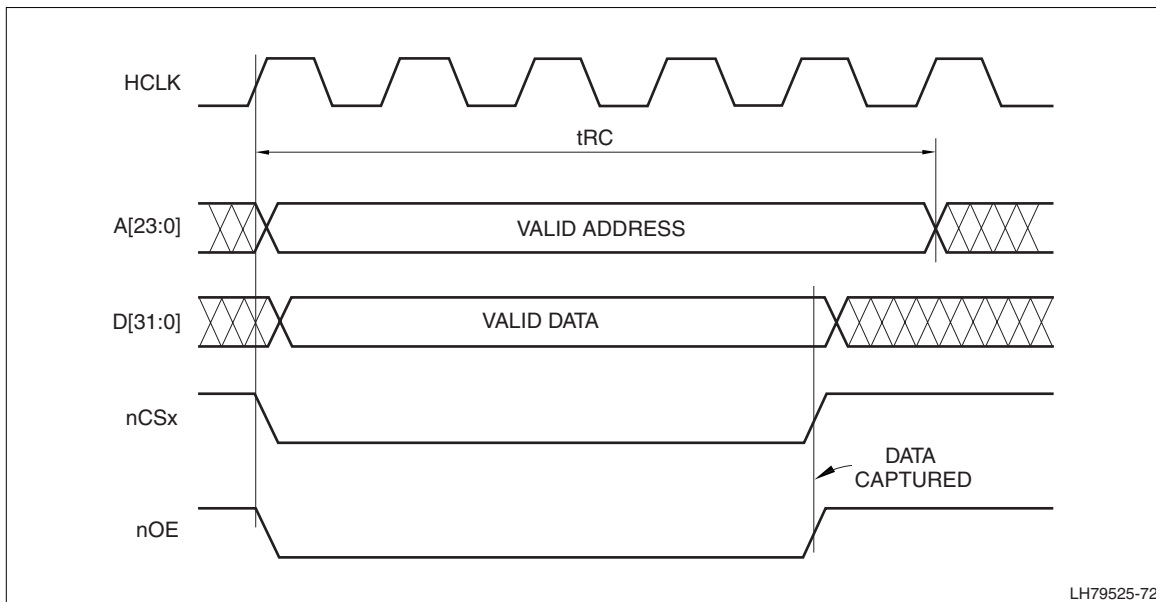 HCLK
tRC
A[23:0]
VALID ADDRESS
D[31:0]
VALID DATA
nCSx
DATA
CAPTURED
nOE
LH79525-72